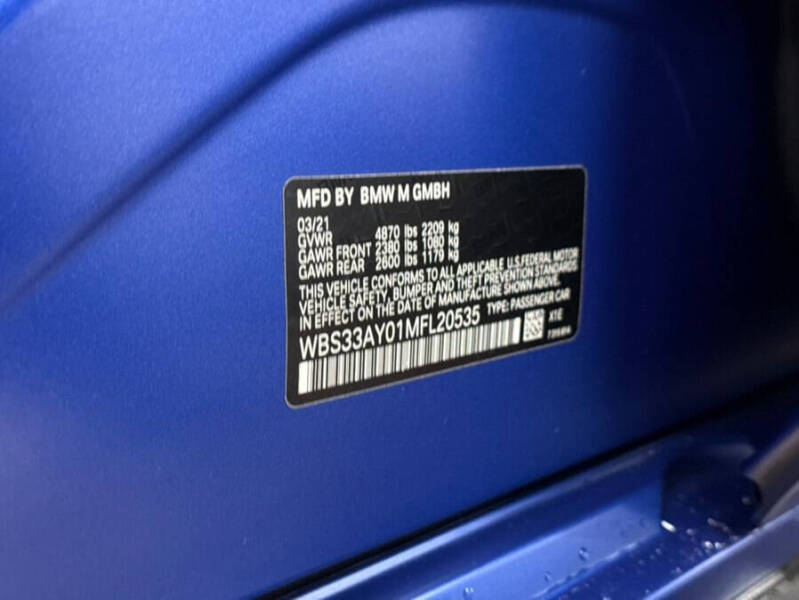 MFD BY BMW M GMBH
03/21
GVWR 4870 lbs 2209 kg
GAWR FRONT 2380 lbs 1080 kg
GAWR REAR 2600 lbs 1179 kg
THIS VEHICLE CONFORMS TO ALL APPLICABLE U.S.FEDERAL MOTOR
VEHICLE SAFETY, BUMPER AND THEFT PREVENTION STANDARDS
IN EFFECT ON THE DATE OF MANUFACTURE SHOWN ABOVE.
WBS33AY01MFL20535 TYPE: PASSENGER CAR
XTE